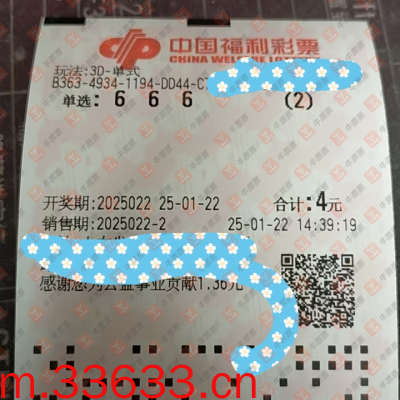 中国福利彩票
CHINA WELFARE LOTTERY
玩法:3D-单式
B363-4934-1194-DD44-C7
单选: 6 6 6 (2)
开奖期:2025022 25-01-22 合计:4元
销售期:2025022-2 25-01-22 14:39:19
感谢您为公益事业贡献1.36元
m.33633.cn